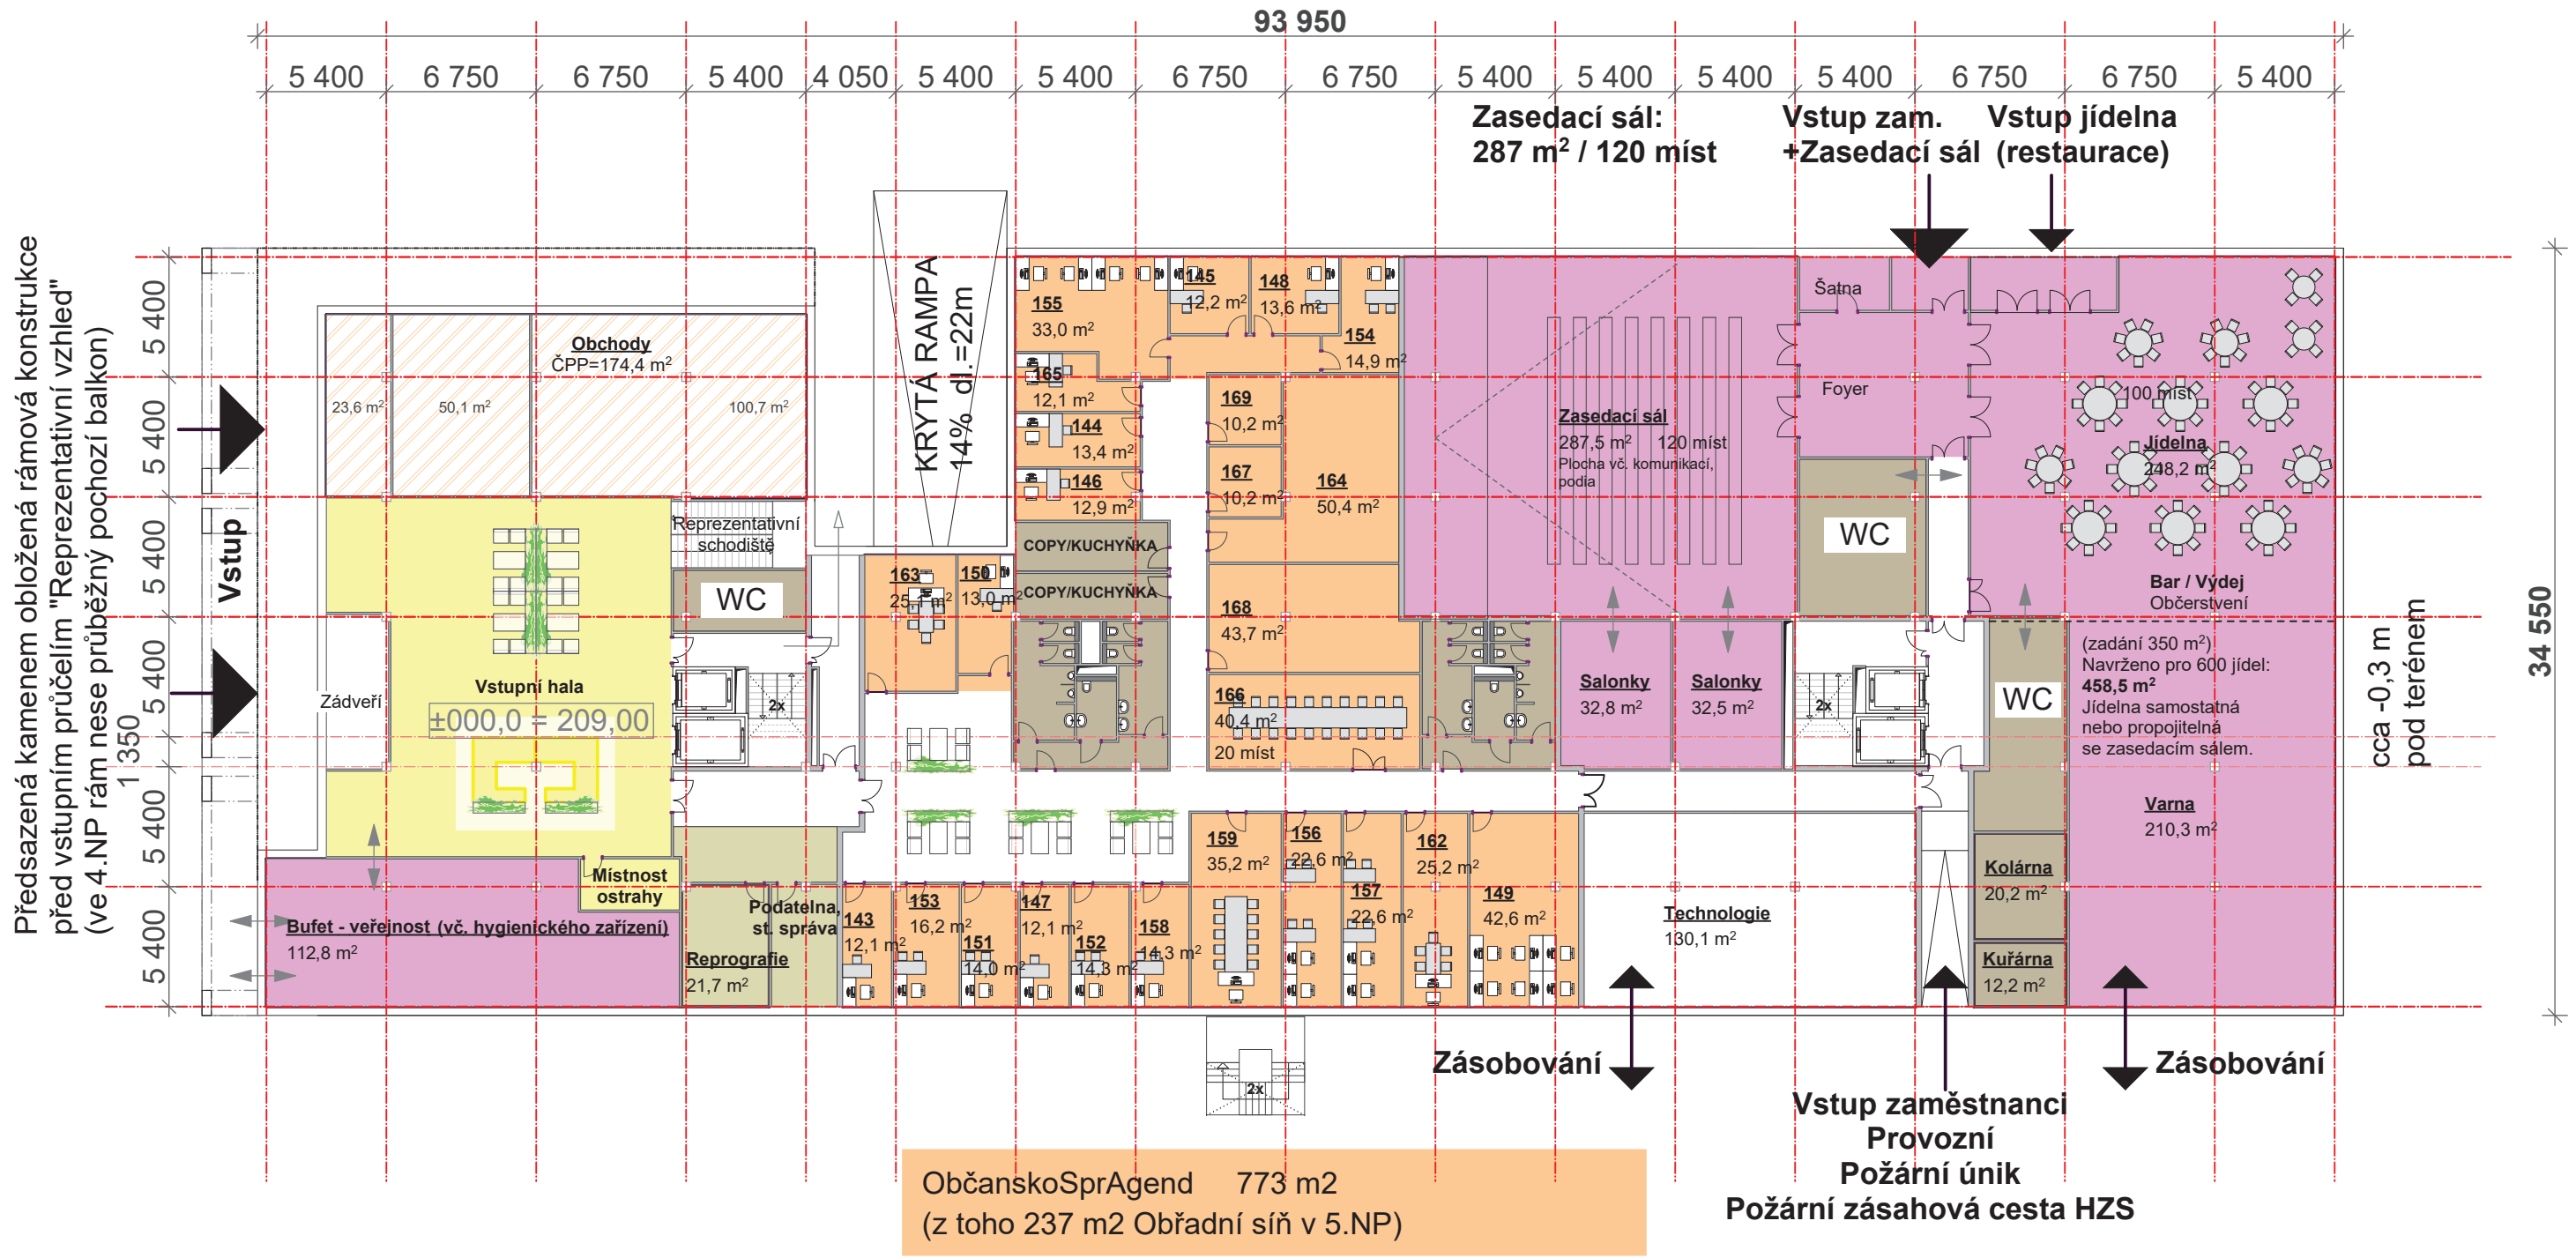 93 950
5 400
6 750
6 750
5 400
4 050
5 400
5 400
6 750
6 750
5 400
5 400
5 400
5 400
6 750
6 750
5 400
Zasedací sál:
287 m² / 120 míst
Vstup zam.
+Zasedací sál
Vstup jídelna
(restaurace)
Předsazená kamenem obložená rámová konstrukce
před vstupním průčelím "Reprezentativní vzhled"
(ve 4.NP rám nese průběžný pochozí balkon)
5 400
5 400
5 400
5 400
1 350
5 400
5 400
Vstup
34 550
cca -0,3 m
pod terénem
KRYTÁ RAMPA
14% dl.=22m
Obchody
ČPP=174,4 m²
23,6 m²
50,1 m²
100,7 m²
Reprezentativní
schodiště
WC
Zádveří
Vstupní hala
±000,0 = 209,00
2x
Místnost
ostrahy
Bufet - veřejnost (vč. hygienického zařízení)
112,8 m²
Podatelna,
st. správa
Reprografie
21,7 m²
155
33,0 m²
145
12,2 m²
148
13,6 m²
154
14,9 m²
165
12,1 m²
144
13,4 m²
146
12,9 m²
169
10,2 m²
167
10,2 m²
164
50,4 m²
COPY/KUCHYŇKA
COPY/KUCHYŇKA
163
25,1 m²
150
13,0 m²
168
43,7 m²
166
40,4 m²
20 míst
143
12,1 m²
153
16,2 m²
151
14,0 m²
147
12,1 m²
152
14,3 m²
158
14,3 m²
159
35,2 m²
156
22,6 m²
157
22,6 m²
162
25,2 m²
149
42,6 m²
Zasedací sál
287,5 m² 120 míst
Plocha vč. komunikací,
podia
Salonky
32,8 m²
Salonky
32,5 m²
Šatna
Foyer
WC
2x
100 míst
Jídelna
248,2 m²
Bar / Výdej
Občerstvení
(zadání 350 m²)
Navrženo pro 600 jídel:
458,5 m²
Jídelna samostatná
nebo propojitelná
se zasedacím sálem.
WC
Varna
210,3 m²
Kolárna
20,2 m²
Kuřárna
12,2 m²
Technologie
130,1 m²
2x
Zásobování
Zásobování
Vstup zaměstnanci
Provozní
Požární únik
Požární zásahová cesta HZS
ObčanskoSprAgend 773 m2
(z toho 237 m2 Obřadní síň v 5.NP)